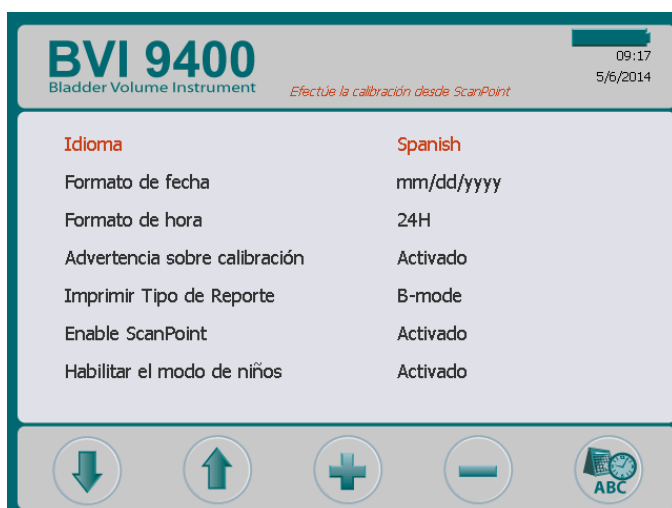 BVI 9400
Bladder Volume Instrument
Efectúe la calibración desde ScanPoint
09:17
5/6/2014
Idioma Spanish
Formato de fecha mm/dd/yyyy
Formato de hora 24H
Advertencia sobre calibración Activado
Imprimir Tipo de Reporte B-mode
Enable ScanPoint Activado
Habilitar el modo de niños Activado
ABC